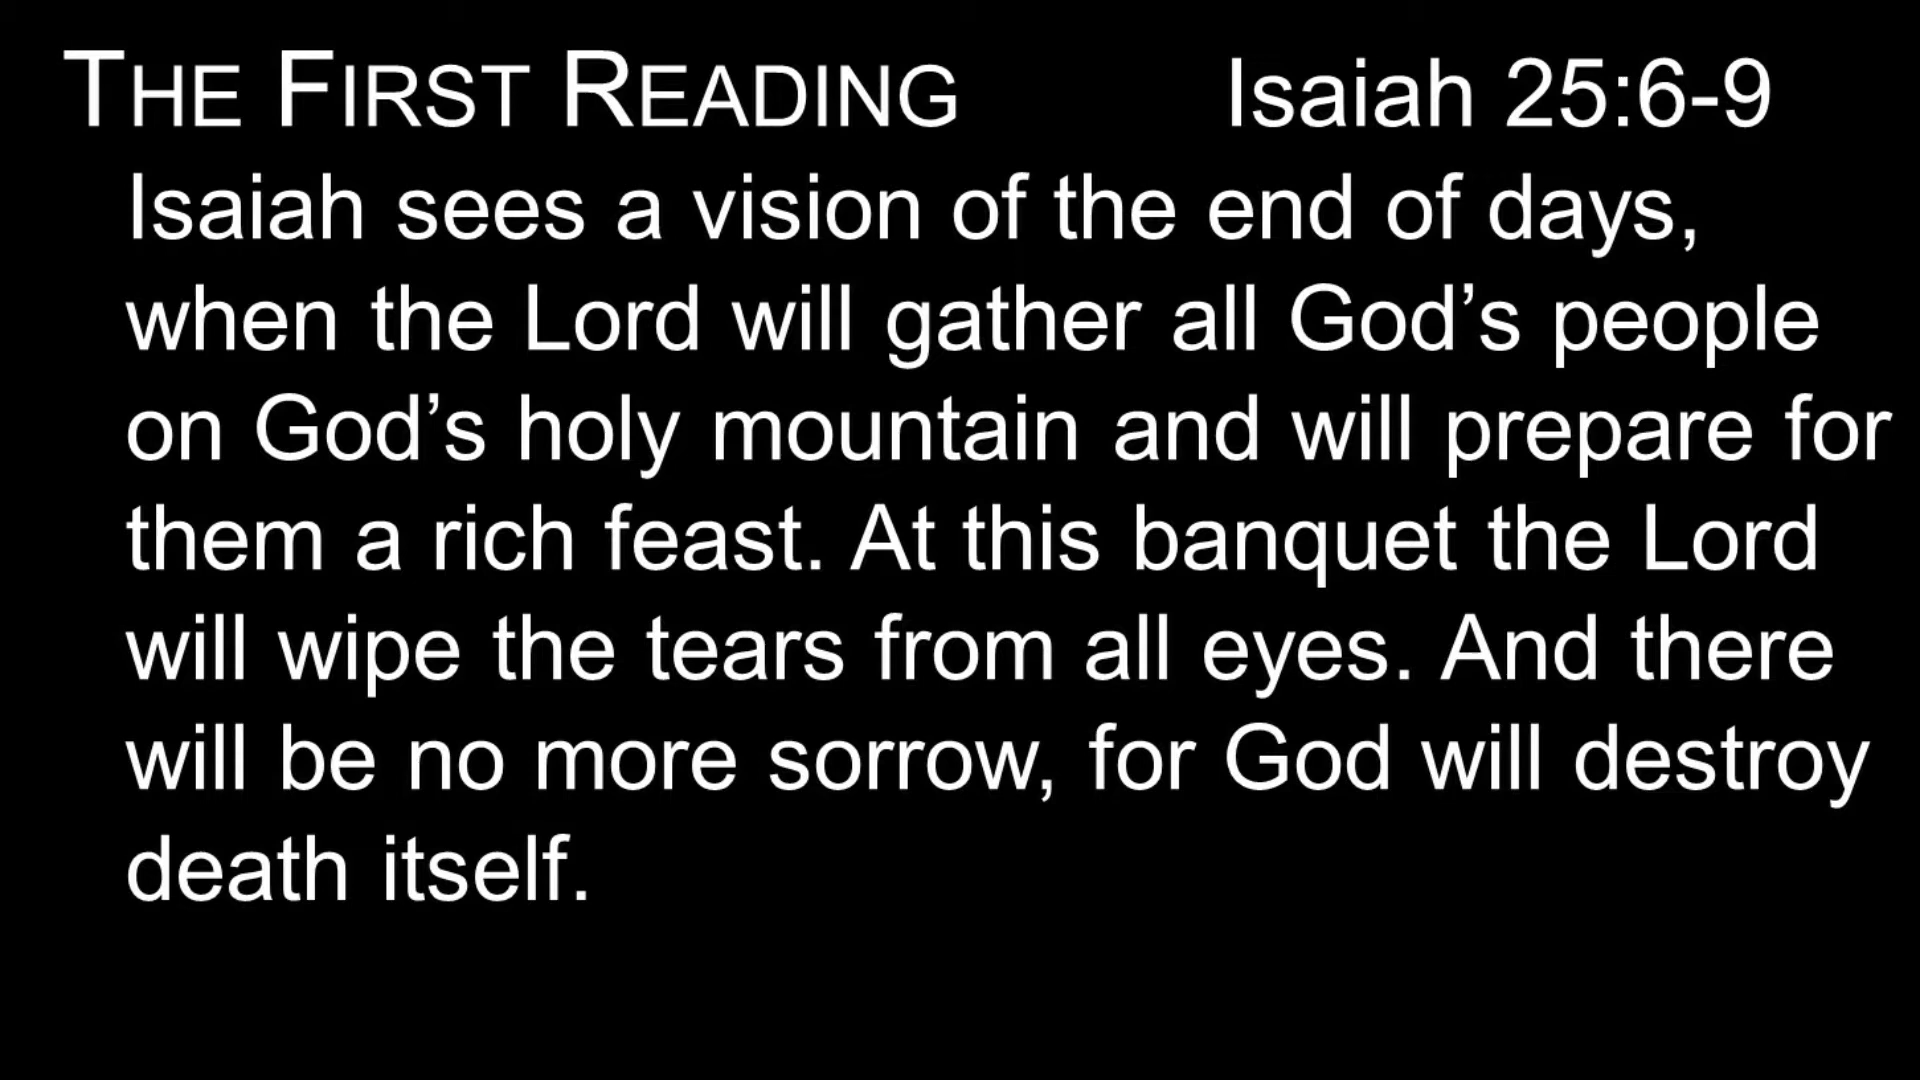 THE FIRST READING Isaiah 25:6-9
Isaiah sees a vision of the end of days,
when the Lord will gather all God’s people
on God’s holy mountain and will prepare for
them a rich feast. At this banquet the Lord
will wipe the tears from all eyes. And there
will be no more sorrow, for God will destroy
death itself.